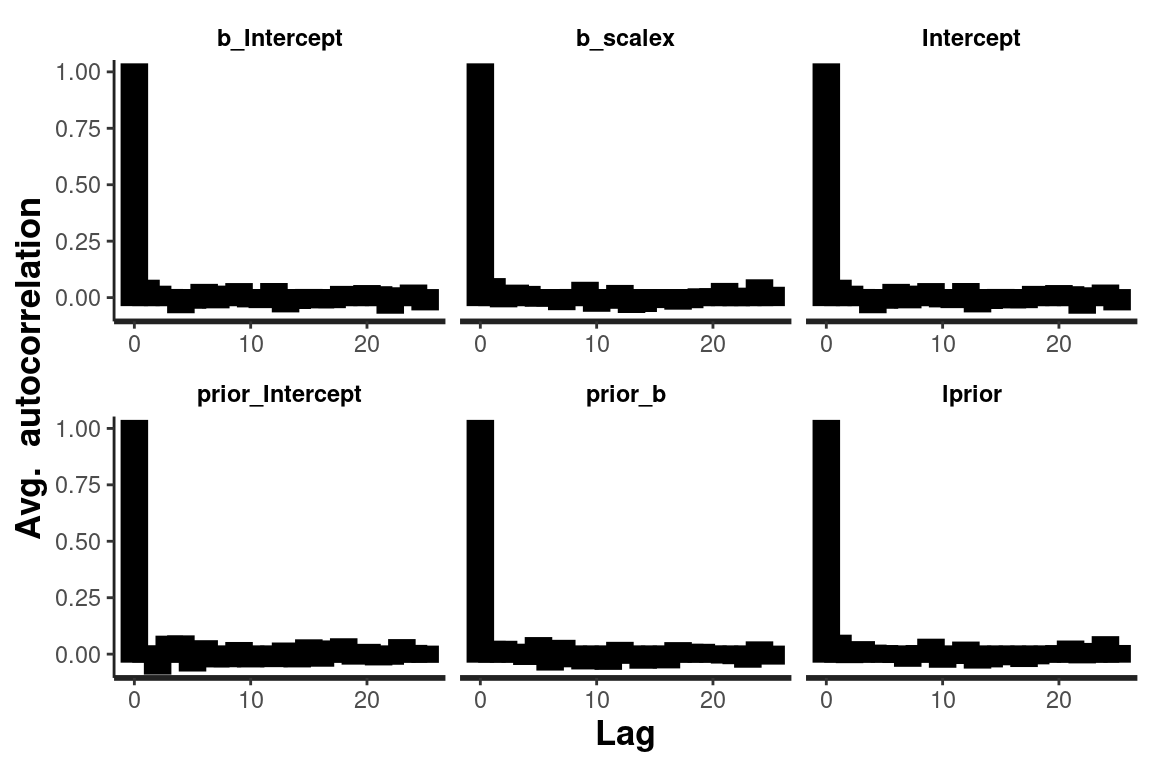 b_Intercept b_scalex Intercept
1.00
0.75
0.50
0.25
0.00
0 10 20 0 10 20 0 10 20
prior_Intercept prior_b lprior
1.00
0.75
0.50
0.25
0.00
0 10 20 0 10 20 0 10 20
Avg. autocorrelation
Lag